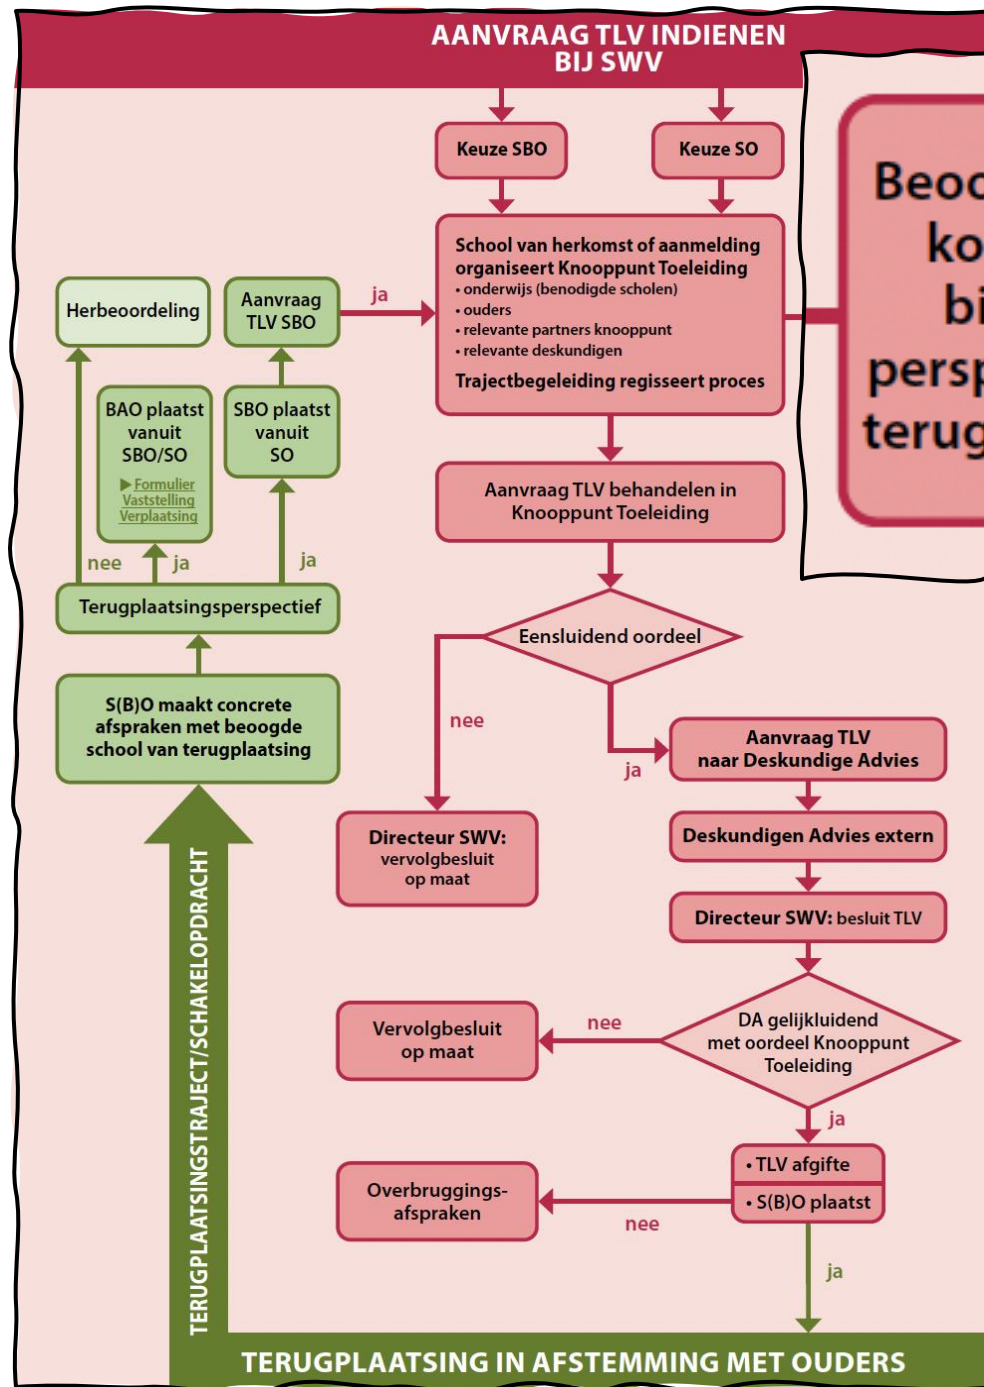 AANVRAAG TLV INDIENEN
BIJ SWV
Keuze SBO
Keuze SO
School van herkomst of aanmelding
organiseert Knooppunt Toeleiding
• onderwijs (benodigde scholen)
• ouders
• relevante partners knooppunt
• relevante deskundigen
Trajectbegeleiding regisseert proces
Herbeoordeling
Aanvraag
TLV SBO
ja
BAO plaatst
vanuit
SBO/SO
▶ Formulier
Vaststelling
Verplaatsing
SBO plaatst
vanuit
SO
nee
ja
ja
Terugplaatsingsperspectief
S(B)O maakt concrete
afspraken met beoogde
school van terugplaatsing
Aanvraag TLV behandelen in
Knooppunt Toeleiding
Eensluidend oordeel
nee
ja
Aanvraag TLV
naar Deskundige Advies
Directeur SWV:
vervolgbesluit
op maat
Deskundigen Advies extern
Directeur SWV: besluit TLV
DA gelijkluidend
met oordeel Knooppunt
Toeleiding
nee
Vervolgbesluit
op maat
ja
• TLV afgifte
• S(B)O plaatst
nee
Overbruggings-
afspraken
ja
TERUGPLAATSINGSTRAJECT/SCHAKELOPDRACHT
TERUGPLAATSING IN AFSTEMMING MET OUDERS
Beoo
ko
bi
persp
terug